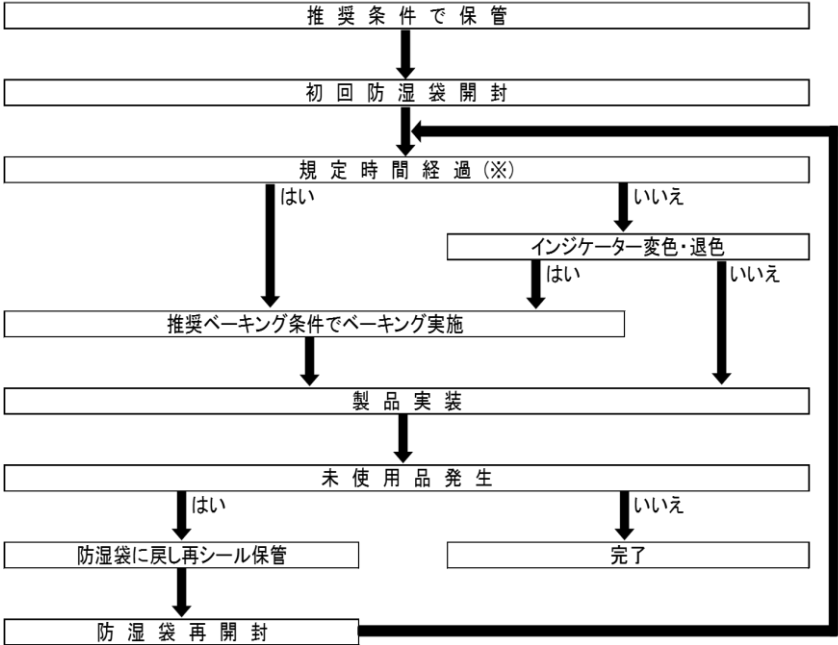 推奨条件で保管
初回防湿袋開封
規定時間経過(※)
はい
いいえ
インジケーター変色・退色
はい
いいえ
推奨ベーキング条件でベーキング実施
製品実装
未使用品発生
はい
いいえ
防湿袋に戻し再シール保管
完了
防湿袋再開封